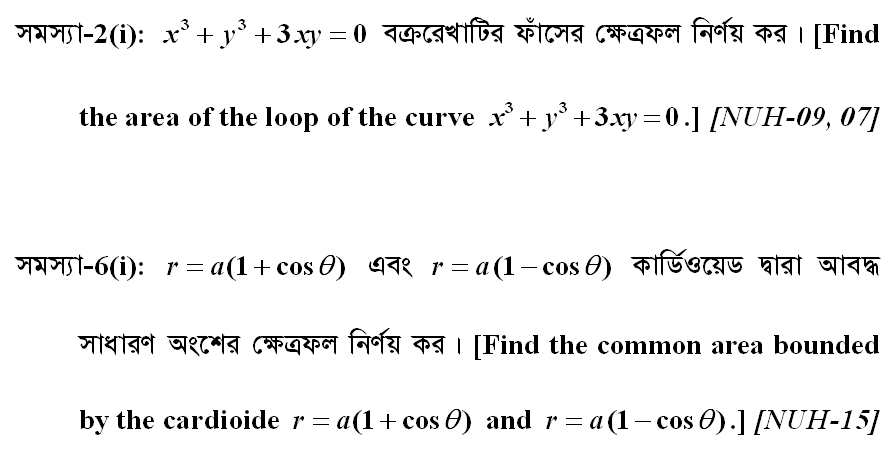 সমস্যা-2(i): x³ + y³ + 3xy = 0 বক্ররেখাটির ফাঁসের ক্ষেত্রফল নির্ণয় কর । [Find
the area of the loop of the curve x³ + y³ + 3xy = 0 .] [NUH-09, 07]
সমস্যা-6(i): r = a(1 + cos θ) এবং r = a(1 − cos θ) কার্ডিওয়েড দ্বারা আবদ্ধ
সাধারণ অংশের ক্ষেত্রফল নির্ণয় কর । [Find the common area bounded
by the cardioide r = a(1 + cos θ) and r = a(1 − cos θ).] [NUH-15]